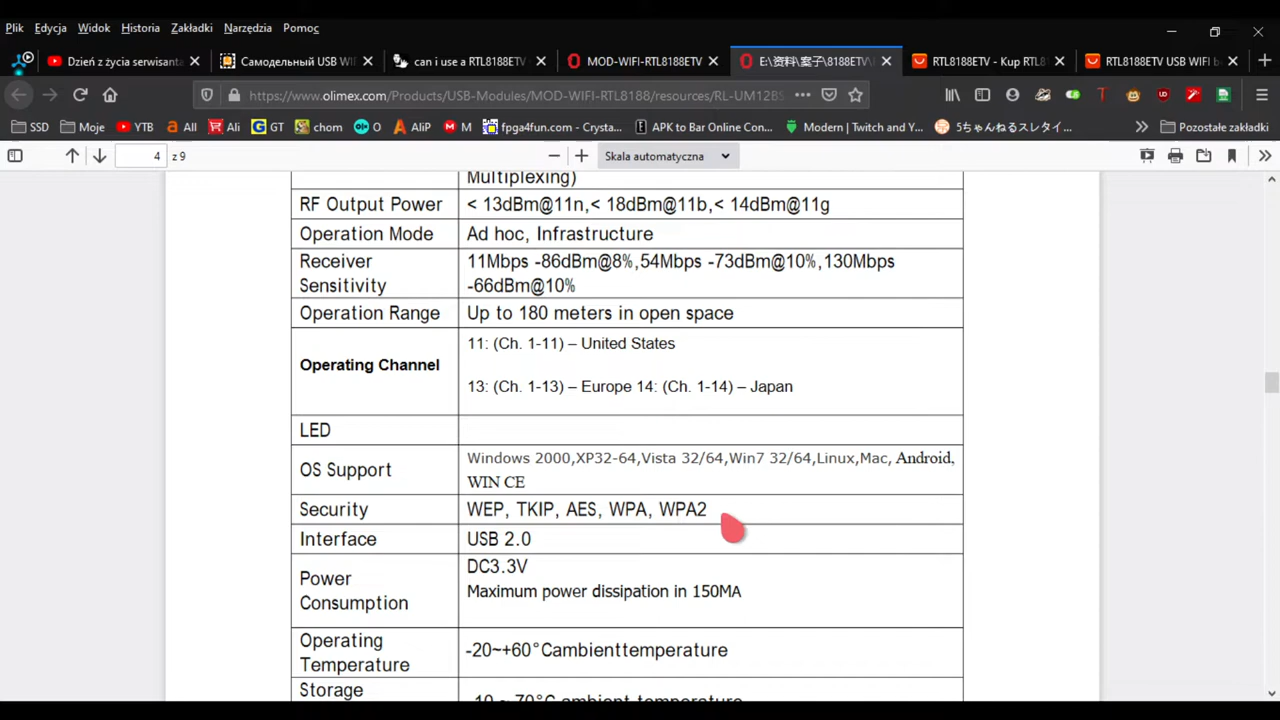 Plik Edycja Widok Historia Zakładki Narzędzia Pomoc
Dzień z życia serwisanta
Самодельный USB WI
can i use a RTL8188ETV
MOD-WIFI-RTL8188ETV
E:\资料\案子\8188ETV\
RTL8188ETV - Kup RTL
RTL8188ETV USB WIFI b
https://www.olimex.com/Products/USB-Modules/MOD-WIFI-RTL8188/resources/RL-UM12BS
SSD Moje YTB All Ali GT chom O AliP M fpga4fun.com - Crysta... APK to Bar Online Con... Modern | Twitch and Y... 5ちゃんねるスレタイ... Pozostałe zakładki
4 z 9 Skala automatyczna
Multiplexing)
RF Output Power < 13dBm@11n,< 18dBm@11b,< 14dBm@11g
Operation Mode Ad hoc, Infrastructure
Receiver 11Mbps -86dBm@8%,54Mbps -73dBm@10%,130Mbps
Sensitivity -66dBm@10%
Operation Range Up to 180 meters in open space
11: (Ch. 1-11) – United States
Operating Channel
13: (Ch. 1-13) – Europe 14: (Ch. 1-14) – Japan
LED
Windows 2000,XP32-64,Vista 32/64,Win7 32/64,Linux,Mac, Android,
OS Support
WIN CE
Security WEP, TKIP, AES, WPA, WPA2
Interface USB 2.0
DC3.3V
Power
Maximum power dissipation in 150MA
Consumption
Operating
-20~+60°Cambienttemperature
Temperature
Storage